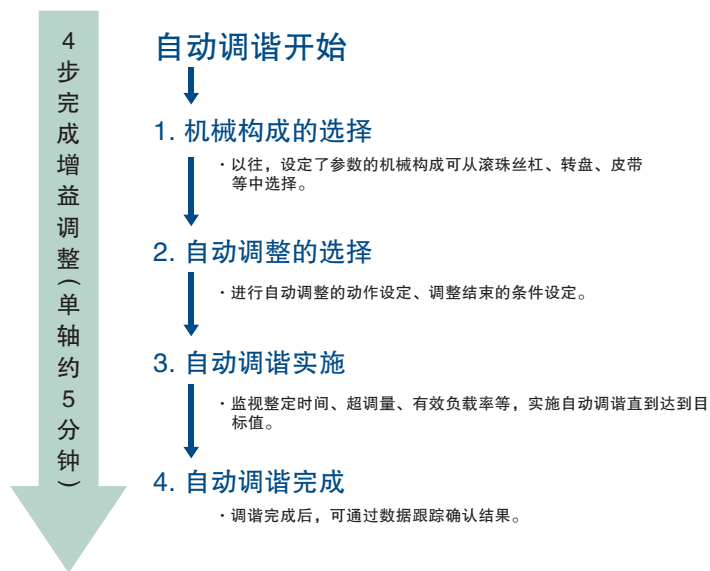 4步完成增益调整(单轴约5分钟)
自动调谐开始
1. 机械构成的选择
·以往，设定了参数的机械构成可从滚珠丝杠、转盘、皮带
等中选择。
2. 自动调整的选择
·进行自动调整的动作设定、调整结束的条件设定。
3. 自动调谐实施
·监视整定时间、超调量、有效负载率等，实施自动调谐直到达到目
标值。
4. 自动调谐完成
·调谐完成后，可通过数据跟踪确认结果。